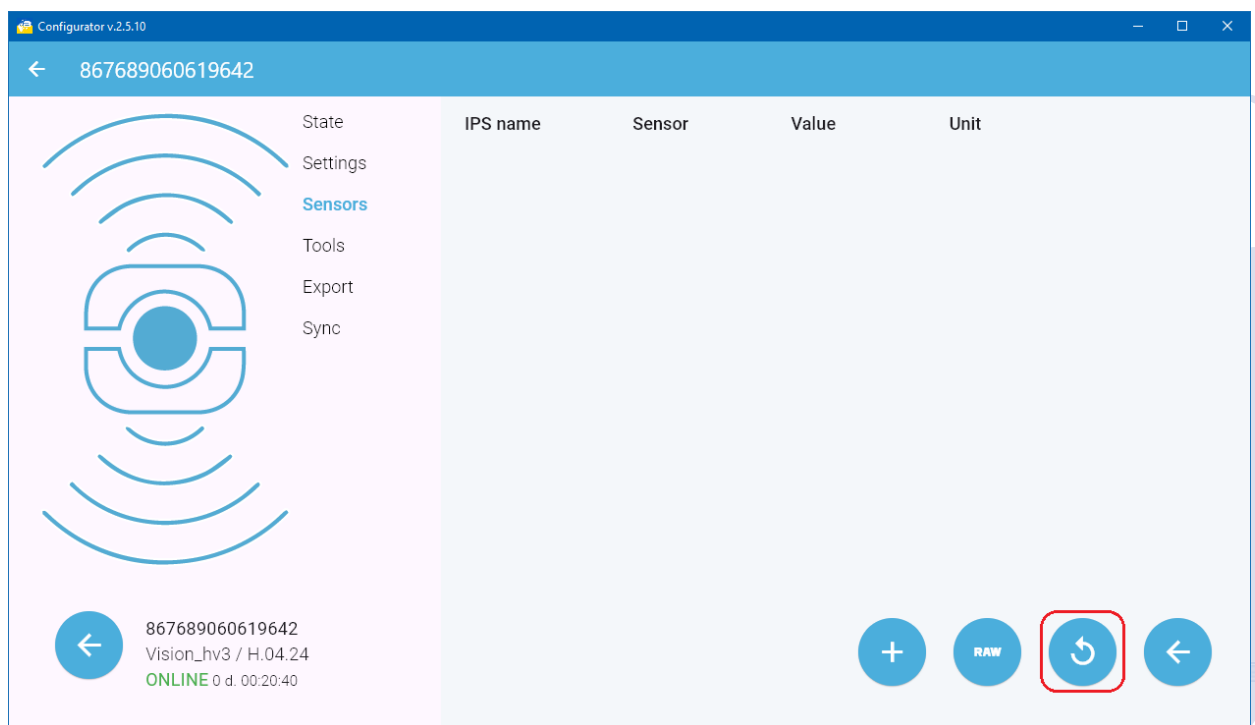 Configurator v.2.5.10
867689060619642
State
Settings
Sensors
Tools
Export
Sync
IPS name Sensor Value Unit
867689060619642
Vision_hv3 / H.04.24
ONLINE 0 d. 00:20:40
RAW